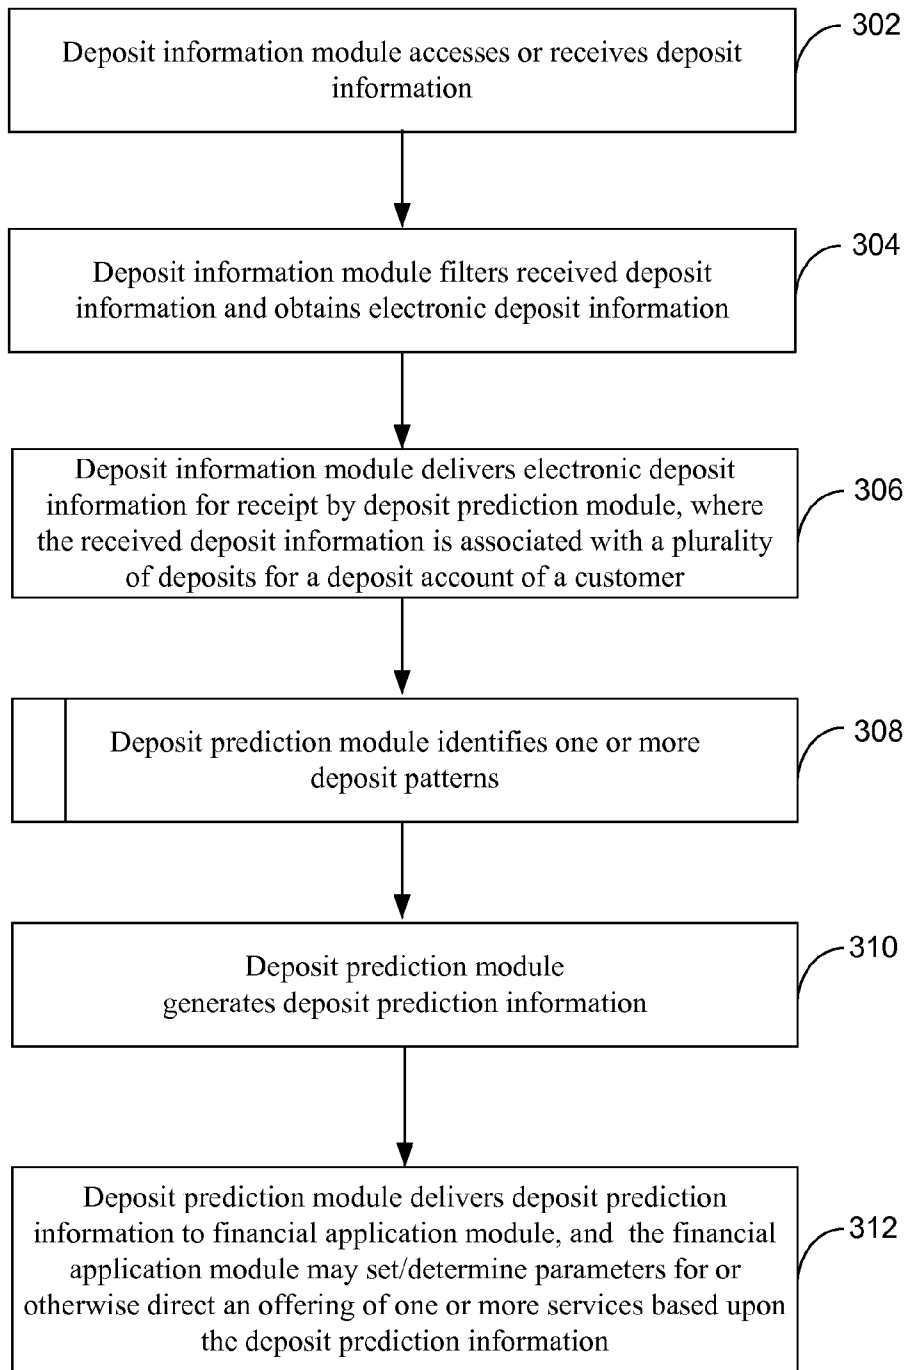 Deposit information module accesses or receives deposit
information
302
Deposit information module filters received deposit
information and obtains electronic deposit information
304
Deposit information module delivers electronic deposit
information for receipt by deposit prediction module, where
the received deposit information is associated with a plurality
of deposits for a deposit account of a customer
306
Deposit prediction module identifies one or more
deposit patterns
308
Deposit prediction module
generates deposit prediction information
310
Deposit prediction module delivers deposit prediction
information to financial application module, and the financial
application module may set/determine parameters for or
otherwise direct an offering of one or more services based upon
the deposit prediction information
312